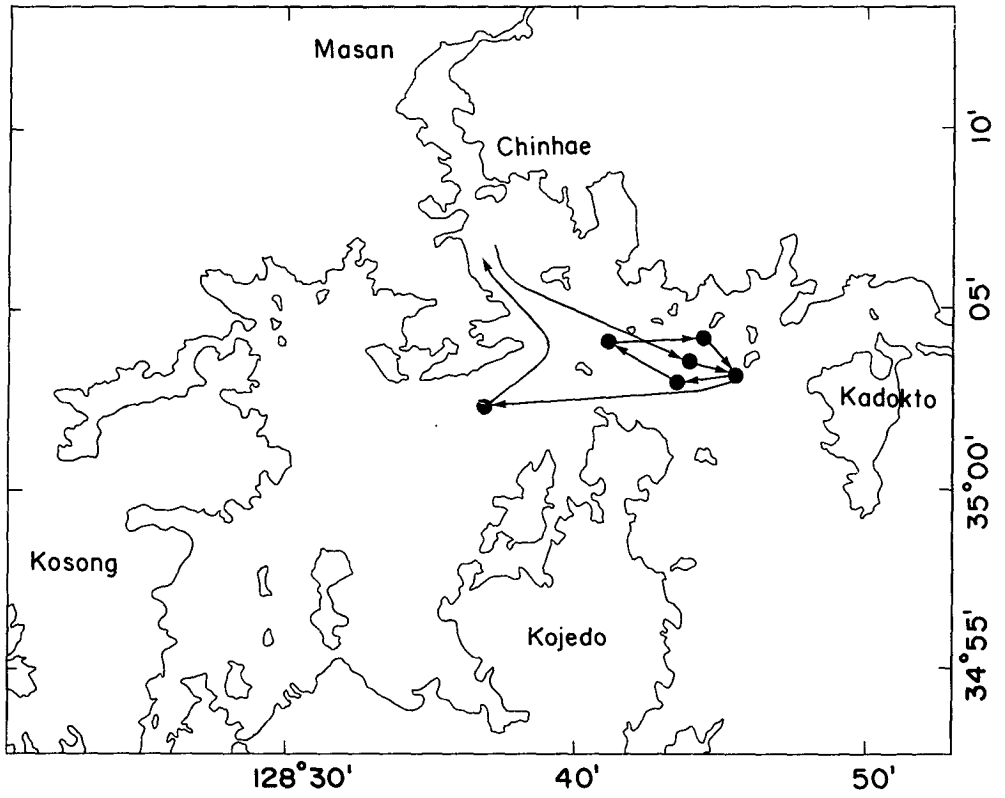 Masan
Chinhae
10'
05'
Kadokto
35°00'
Kosong
Kojedo
34°55'
128°30'
40'
50'